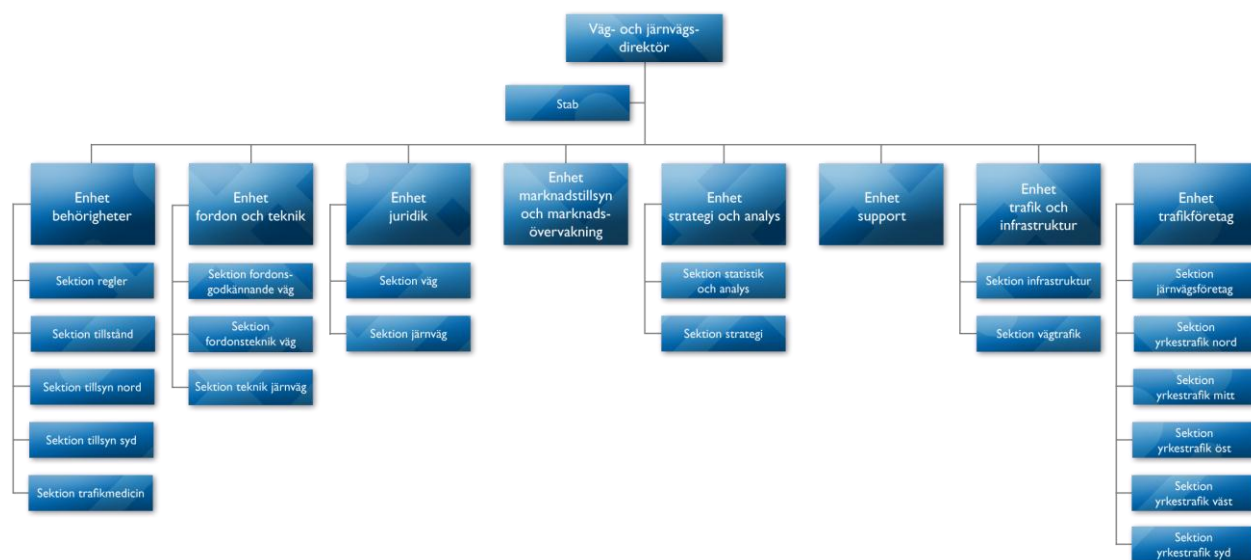 Väg- och järnvägs-
direktör
Stab
Enhet
behörigheter
Enhet
fordon och teknik
Enhet
juridik
Enhet
marknadstillsyn
och marknads-
övervakning
Enhet
strategi och analys
Enhet
support
Enhet
trafik och
infrastruktur
Enhet
trafikföretag
Sektion regler
Sektion tillstånd
Sektion tillsyn nord
Sektion tillsyn syd
Sektion trafikmedicin
Sektion fordons-
godkännande väg
Sektion
fordonsteknik väg
Sektion teknik järnväg
Sektion väg
Sektion järnväg
Sektion statistik
och analys
Sektion strategi
Sektion infrastruktur
Sektion vägtrafik
Sektion
järnvägsföretag
Sektion
yrkestrafik nord
Sektion
yrkestrafik mitt
Sektion
yrkestrafik öst
Sektion
yrkestrafik väst
Sektion
yrkestrafik syd